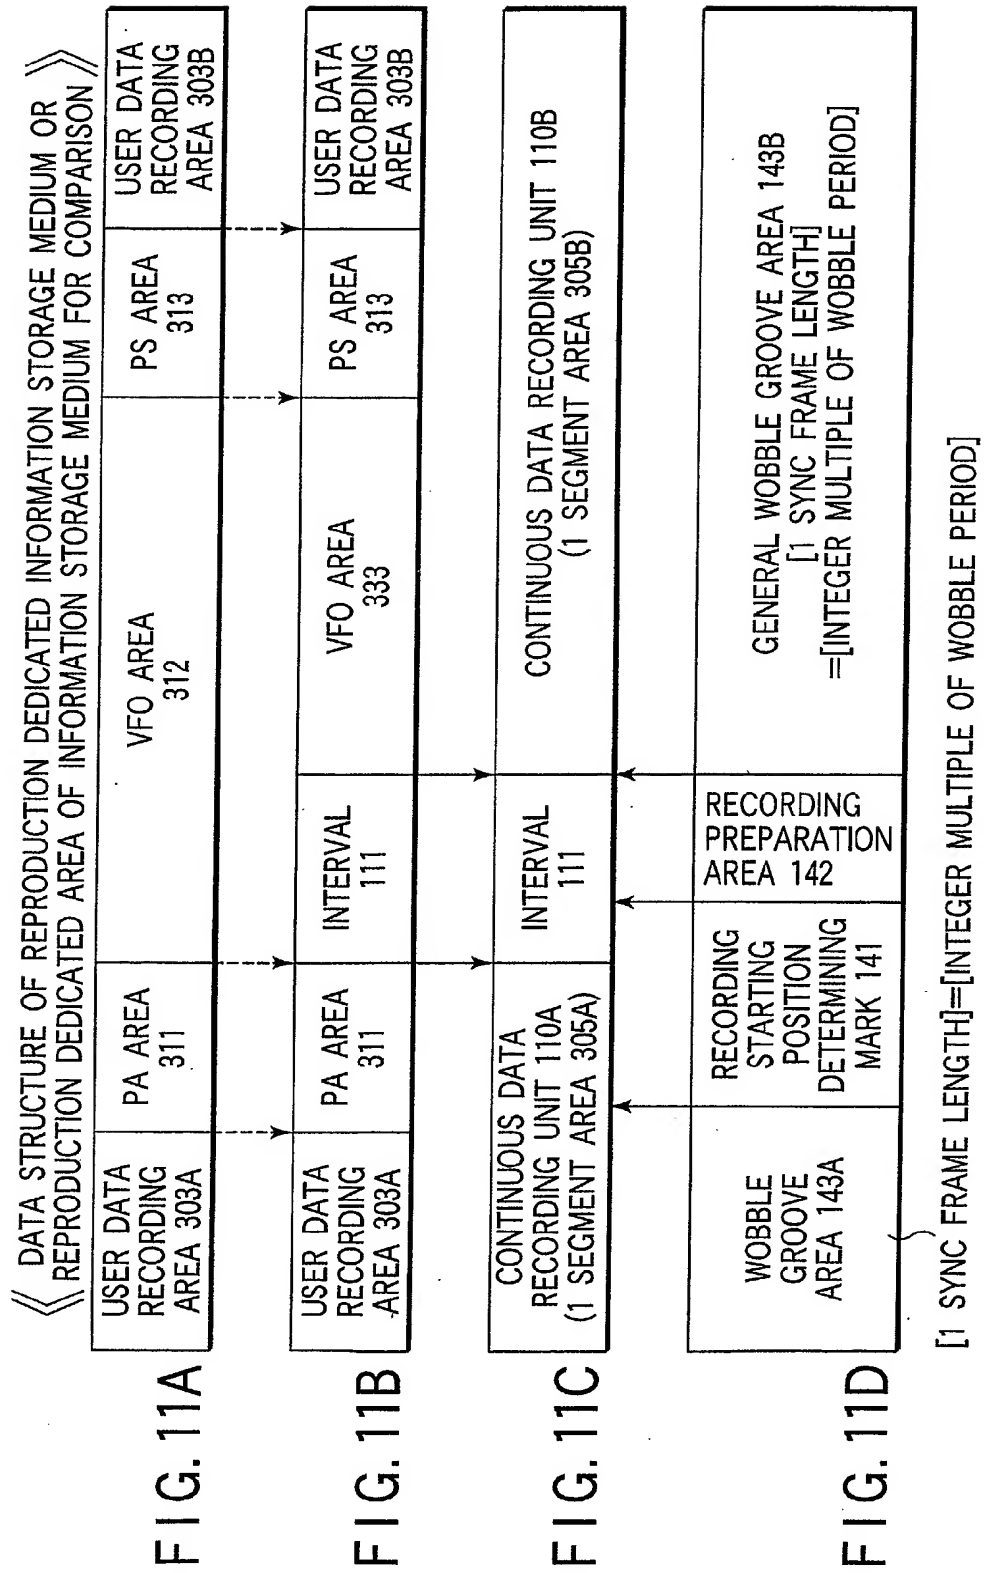 《 DATA STRUCTURE OF REPRODUCTION DEDICATED INFORMATION STORAGE MEDIUM OR
REPRODUCTION DEDICATED AREA OF INFORMATION STORAGE MEDIUM FOR COMPARISON 》
FIG. 11A
USER DATA
RECORDING
AREA 303A
PA AREA
311
VFO AREA
312
PS AREA
313
USER DATA
RECORDING
AREA 303B
FIG. 11B
USER DATA
RECORDING
AREA 303A
PA AREA
311
INTERVAL
111
VFO AREA
333
PS AREA
313
USER DATA
RECORDING
AREA 303B
FIG. 11C
CONTINUOUS DATA
RECORDING UNIT 110A
(1 SEGMENT AREA 305A)
INTERVAL
111
CONTINUOUS DATA RECORDING UNIT 110B
(1 SEGMENT AREA 305B)
FIG. 11D
WOBBLE
GROOVE
AREA 143A
RECORDING
STARTING
POSITION
DETERMINING
MARK 141
RECORDING
PREPARATION
AREA 142
GENERAL WOBBLE GROOVE AREA 143B
[1 SYNC FRAME LENGTH]
=[INTEGER MULTIPLE OF WOBBLE PERIOD]
[1 SYNC FRAME LENGTH]=[INTEGER MULTIPLE OF WOBBLE PERIOD]